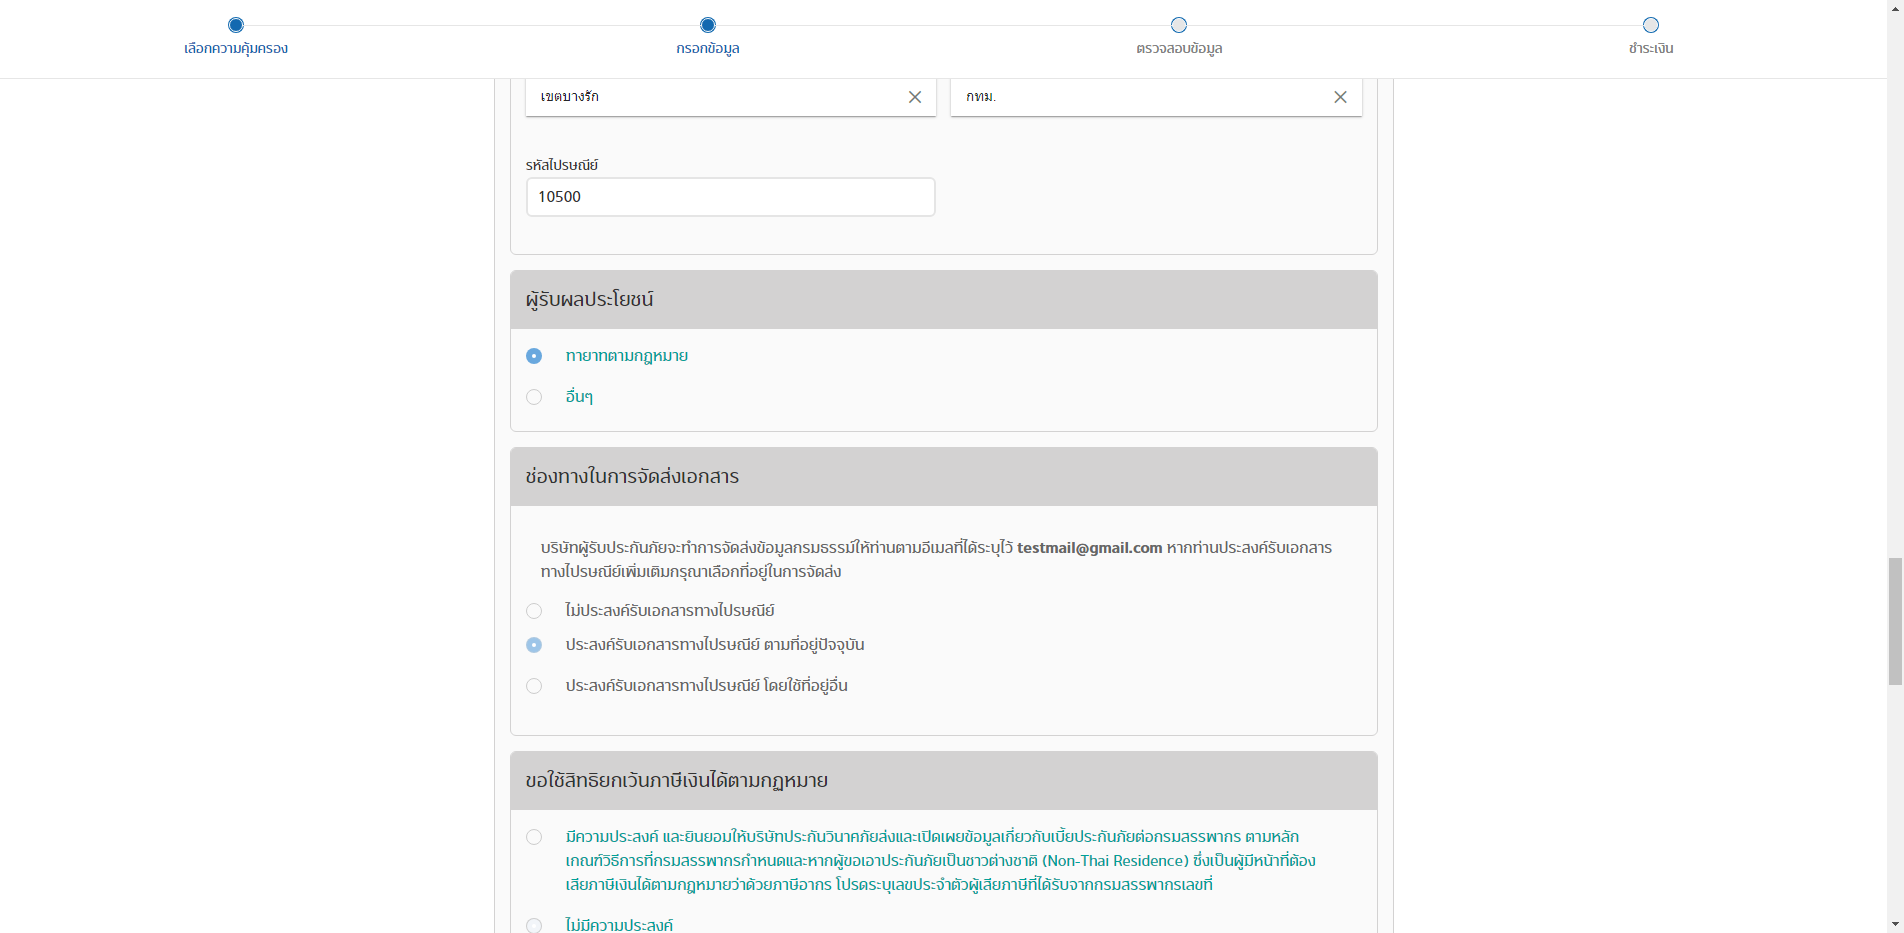 เลือกความคุ้มครอง
กรอกข้อมูล
ตรวจสอบข้อมูล
ชำระเงิน
เขตบางรัก
กทม.
รหัสไปรษณีย์
10500
ผู้รับผลประโยชน์
ทายาทตามกฎหมาย
อื่นๆ
ช่องทางในการจัดส่งเอกสาร
บริษัทผู้รับประกันภัยจะทำการจัดส่งข้อมูลกรมธรรม์ให้ท่านตามอีเมลที่ได้ระบุไว้ testmail@gmail.com หากท่านประสงค์รับเอกสาร
ทางไปรษณีย์เพิ่มเติมกรุณาเลือกที่อยู่ในการจัดส่ง
ไม่ประสงค์รับเอกสารทางไปรษณีย์
ประสงค์รับเอกสารทางไปรษณีย์ ตามที่อยู่ปัจจุบัน
ประสงค์รับเอกสารทางไปรษณีย์ โดยใช้ที่อยู่อื่น
ขอใช้สิทธิยกเว้นภาษีเงินได้ตามกฎหมาย
มีความประสงค์ และยินยอมให้บริษัทประกันวินาศภัยส่งและเปิดเผยข้อมูลเกี่ยวกับเบี้ยประกันภัยต่อกรมสรรพากร ตามหลัก
เกณฑ์วิธีการที่กรมสรรพากรกำหนดและหากผู้ขอเอาประกันภัยเป็นชาวต่างชาติ (Non-Thai Residence) ซึ่งเป็นผู้มีหน้าที่ต้อง
เสียภาษีเงินได้ตามกฎหมายว่าด้วยภาษีอากร โปรดระบุเลขประจำตัวผู้เสียภาษีที่ได้รับจากกรมสรรพากรเลขที่
ไม่มีความประสงค์